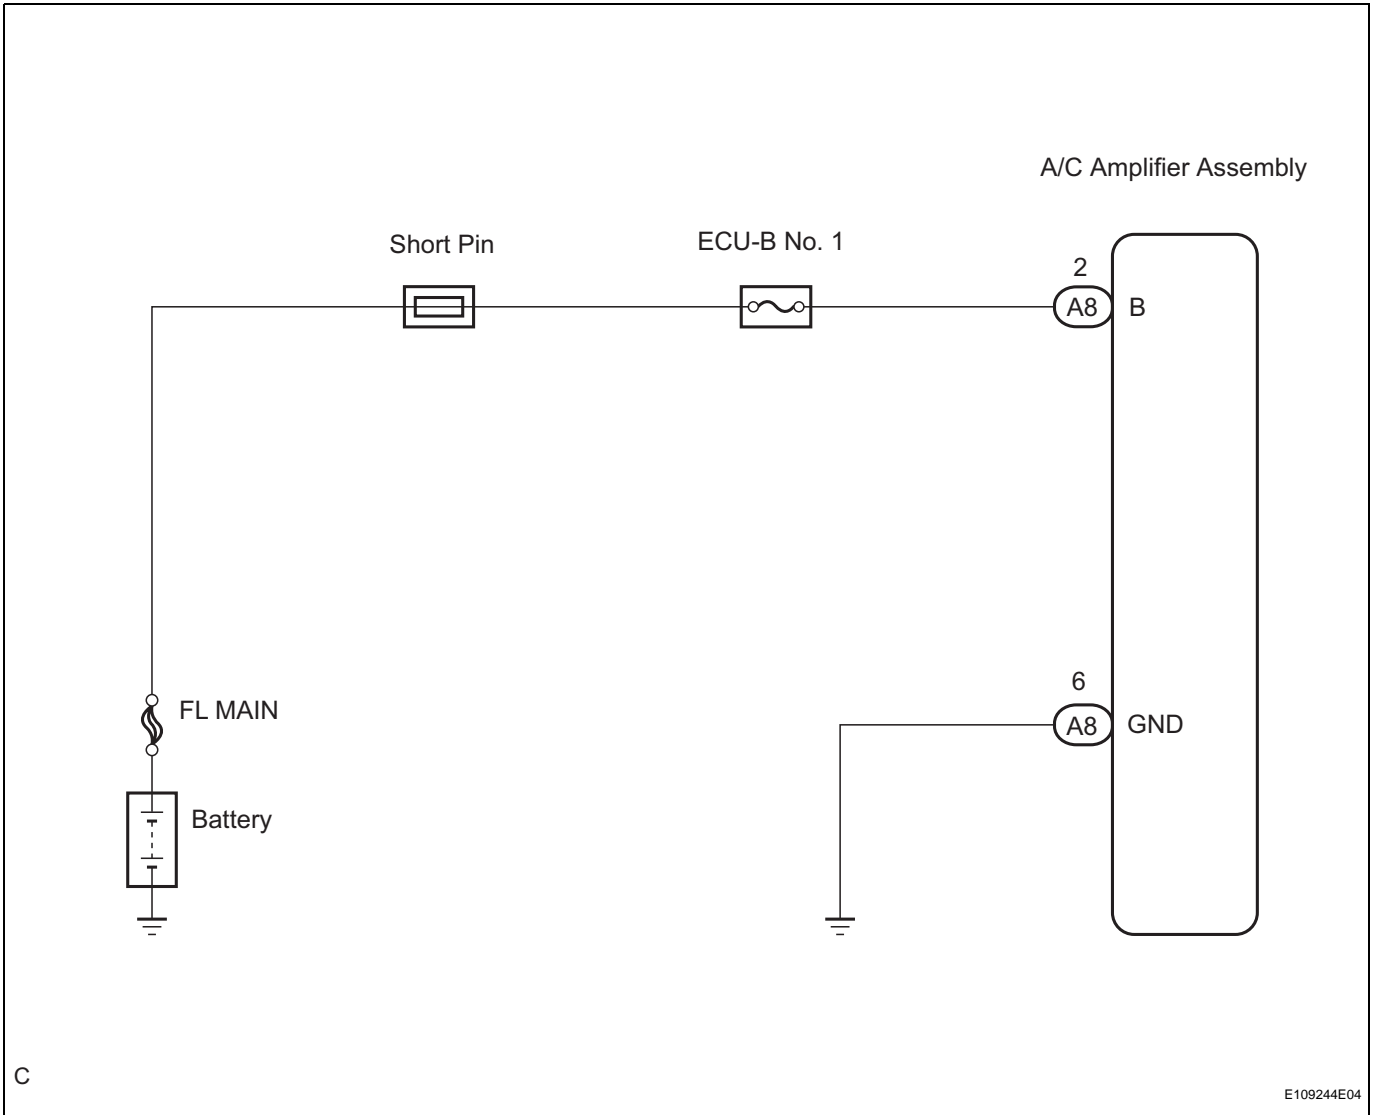 A/C Amplifier Assembly
Short Pin
ECU-B No. 1
2
A8
B
6
A8
GND
FL MAIN
Battery
C
E109244E04